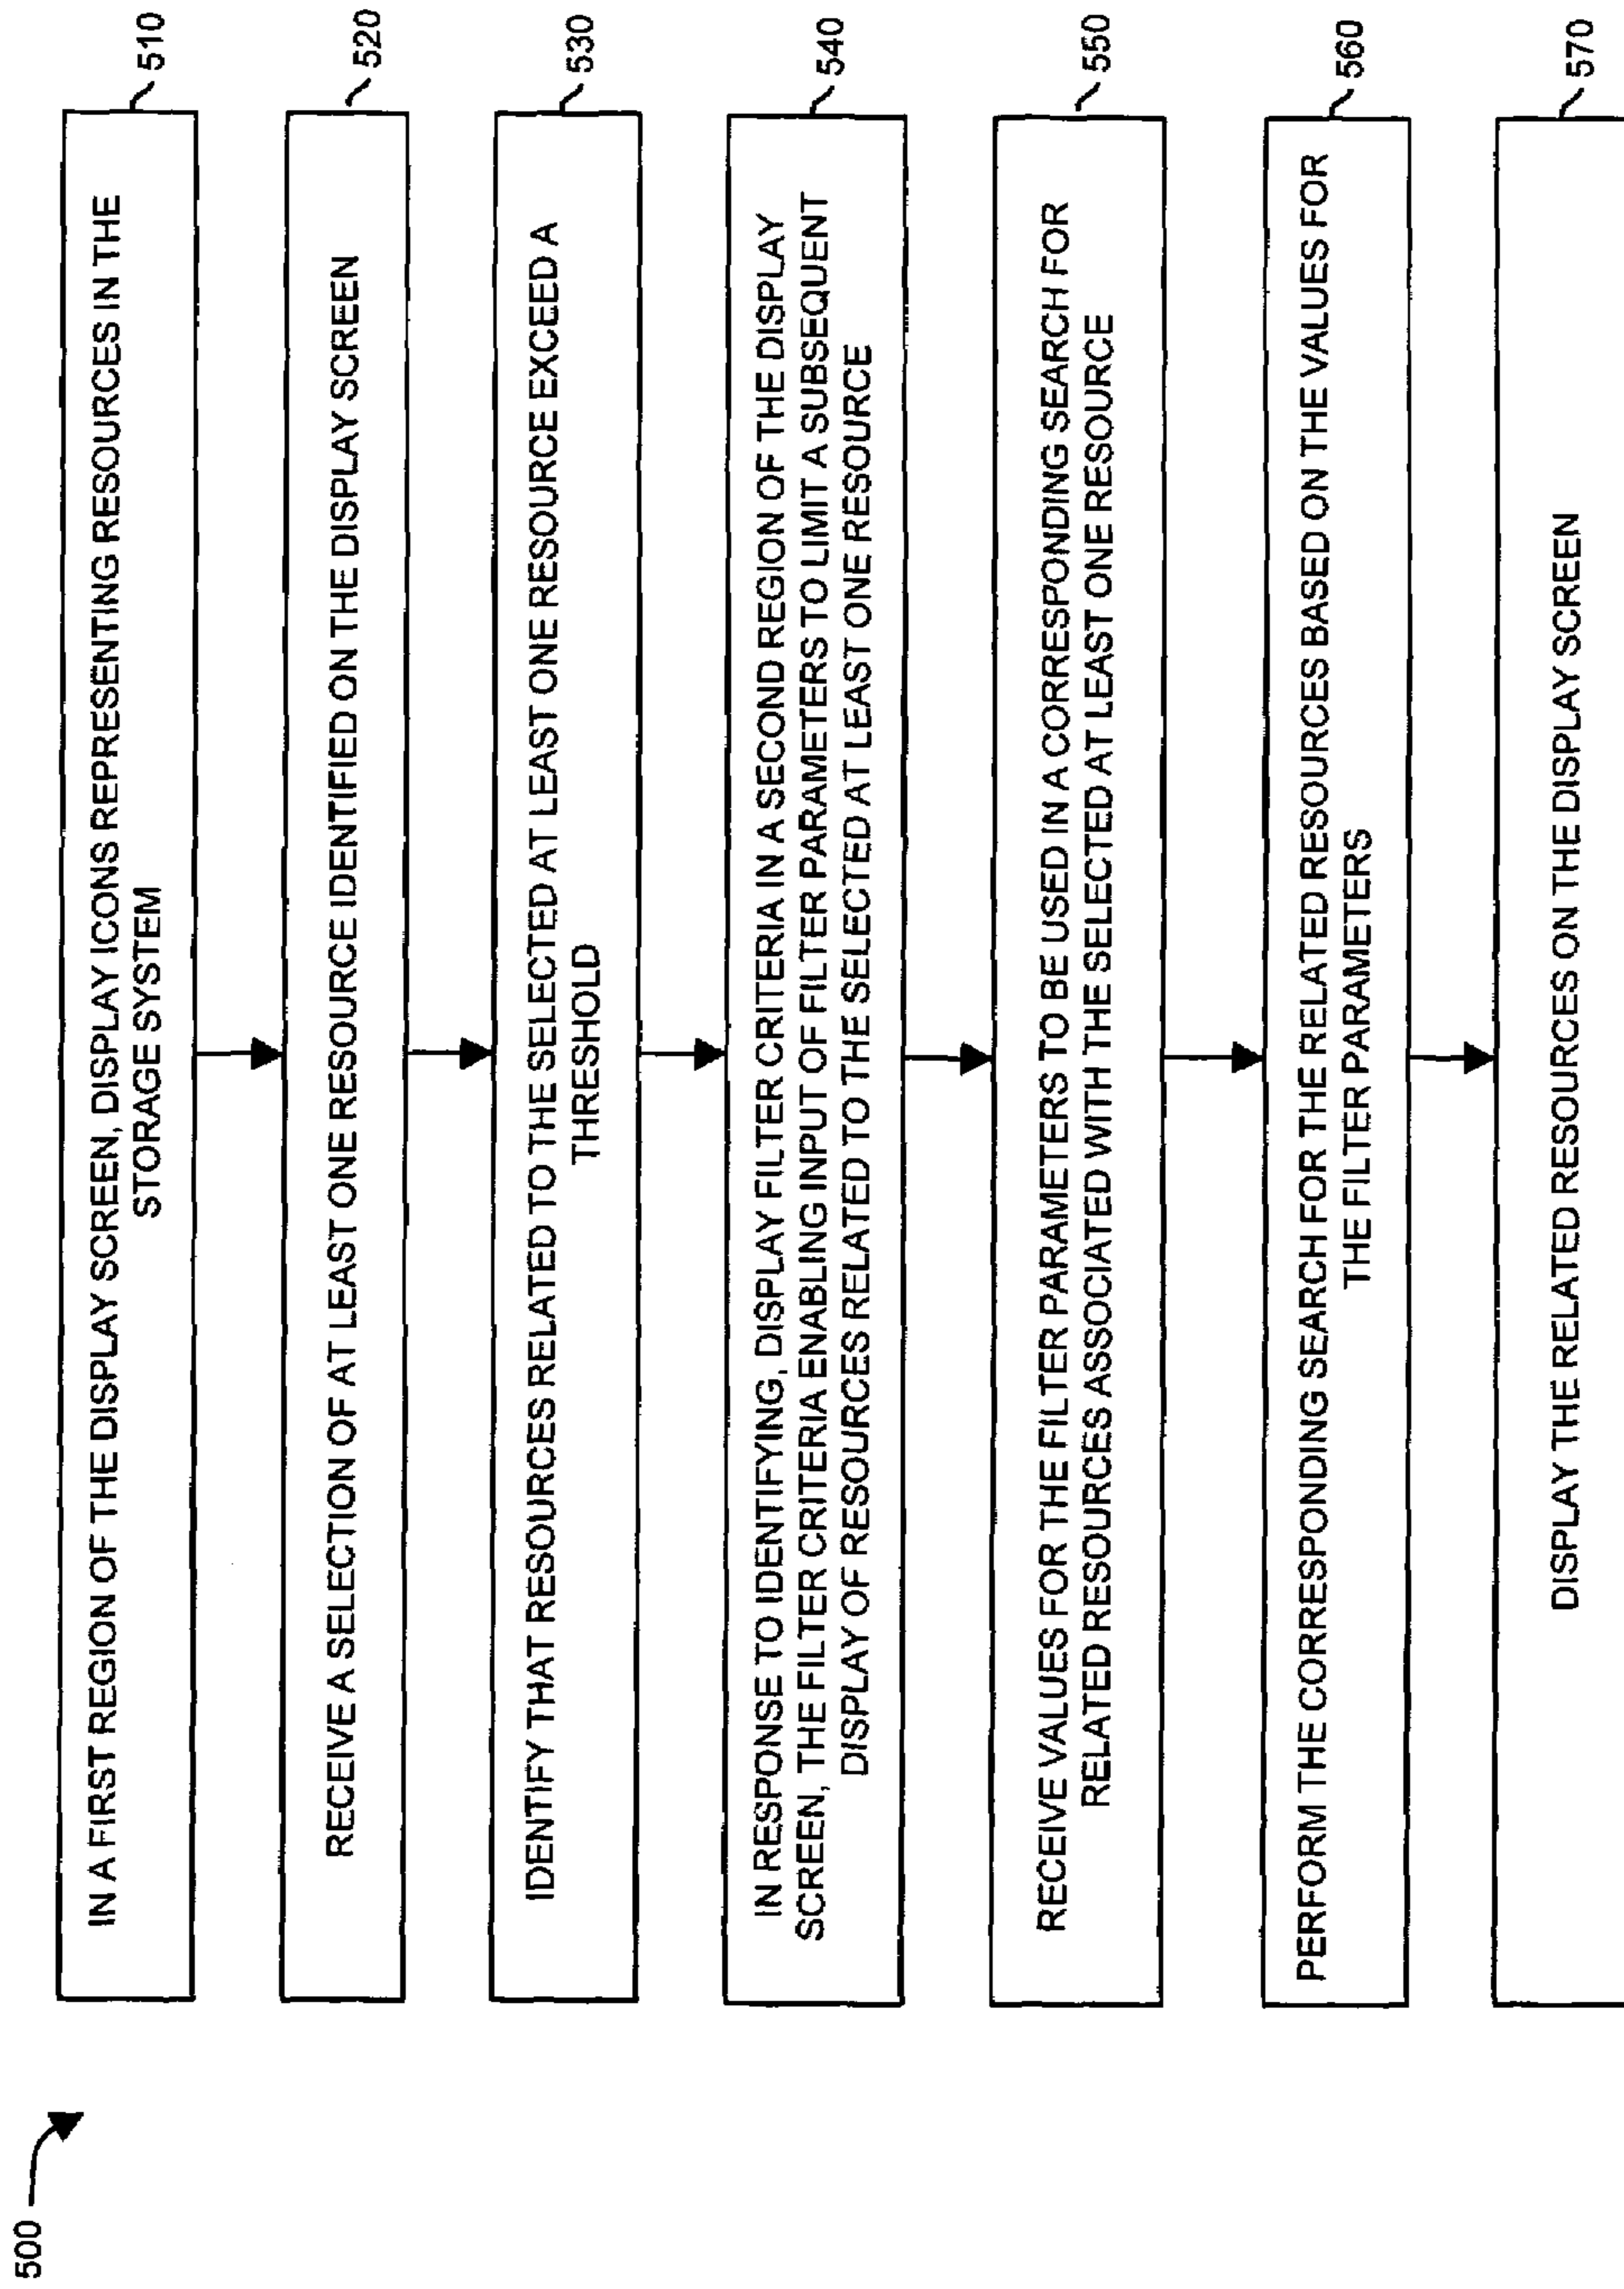 500
IN A FIRST REGION OF THE DISPLAY SCREEN, DISPLAY ICONS REPRESENTING RESOURCES IN THE
STORAGE SYSTEM
510
RECEIVE A SELECTION OF AT LEAST ONE RESOURCE IDENTIFIED ON THE DISPLAY SCREEN
520
IDENTIFY THAT RESOURCES RELATED TO THE SELECTED AT LEAST ONE RESOURCE EXCEED A
THRESHOLD
530
IN RESPONSE TO IDENTIFYING, DISPLAY FILTER CRITERIA IN A SECOND REGION OF THE DISPLAY
SCREEN, THE FILTER CRITERIA ENABLING INPUT OF FILTER PARAMETERS TO LIMIT A SUBSEQUENT
DISPLAY OF RESOURCES RELATED TO THE SELECTED AT LEAST ONE RESOURCE
540
RECEIVE VALUES FOR THE FILTER PARAMETERS TO BE USED IN A CORRESPONDING SEARCH FOR
RELATED RESOURCES ASSOCIATED WITH THE SELECTED AT LEAST ONE RESOURCE
550
PERFORM THE CORRESPONDING SEARCH FOR THE RELATED RESOURCES BASED ON THE VALUES FOR
THE FILTER PARAMETERS
560
DISPLAY THE RELATED RESOURCES ON THE DISPLAY SCREEN
570